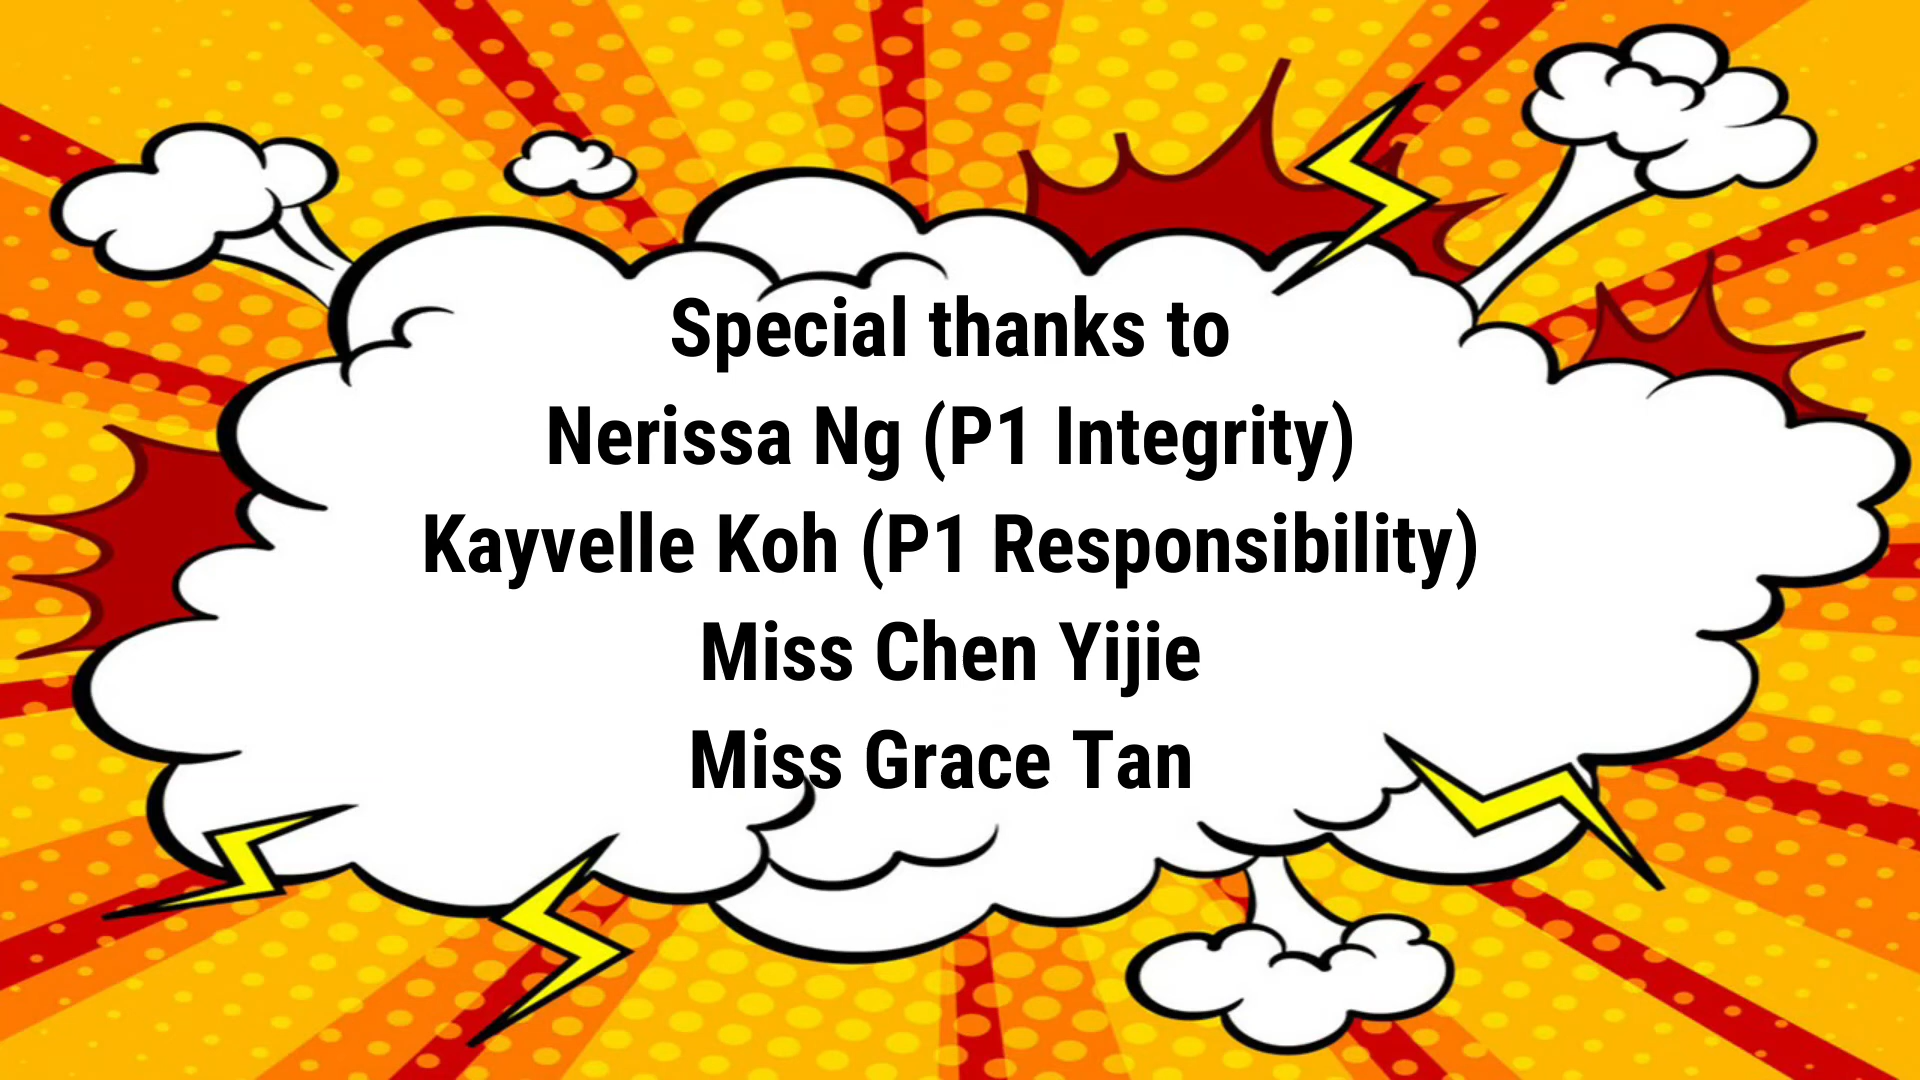 Special thanks to
Nerissa Ng (P1 Integrity)
Kayvelle Koh (P1 Responsibility)
Miss Chen Yijie
Miss Grace Tan